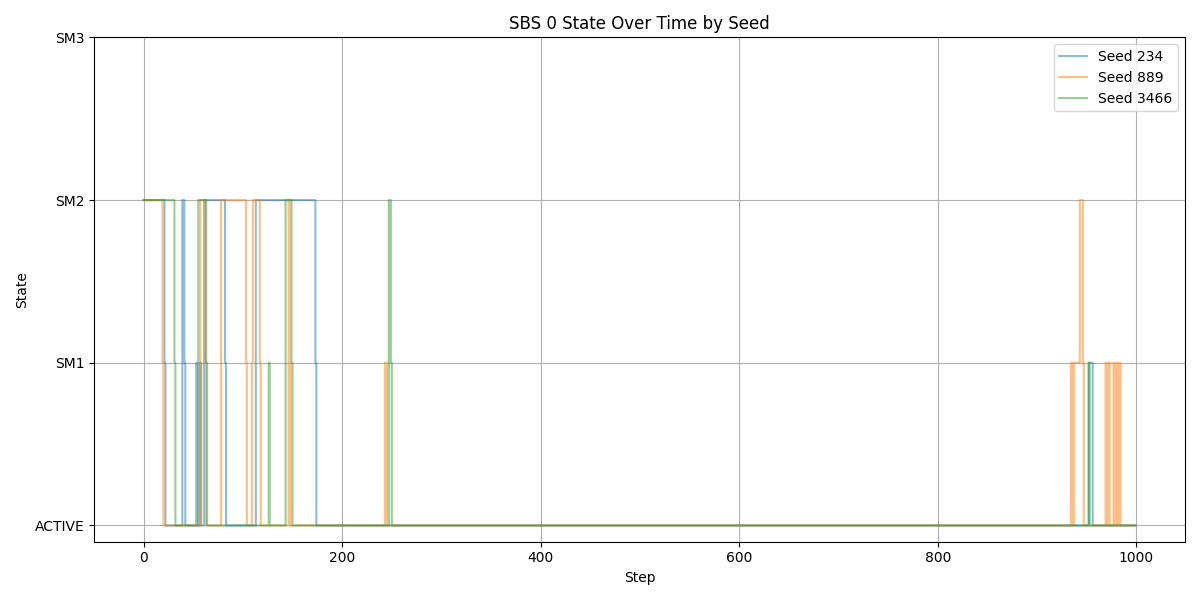 SBS 0 State Over Time by Seed
SM3
SM2
SM1
ACTIVE
State
0
200
400
600
800
1000
Step
Seed 234
Seed 889
Seed 3466